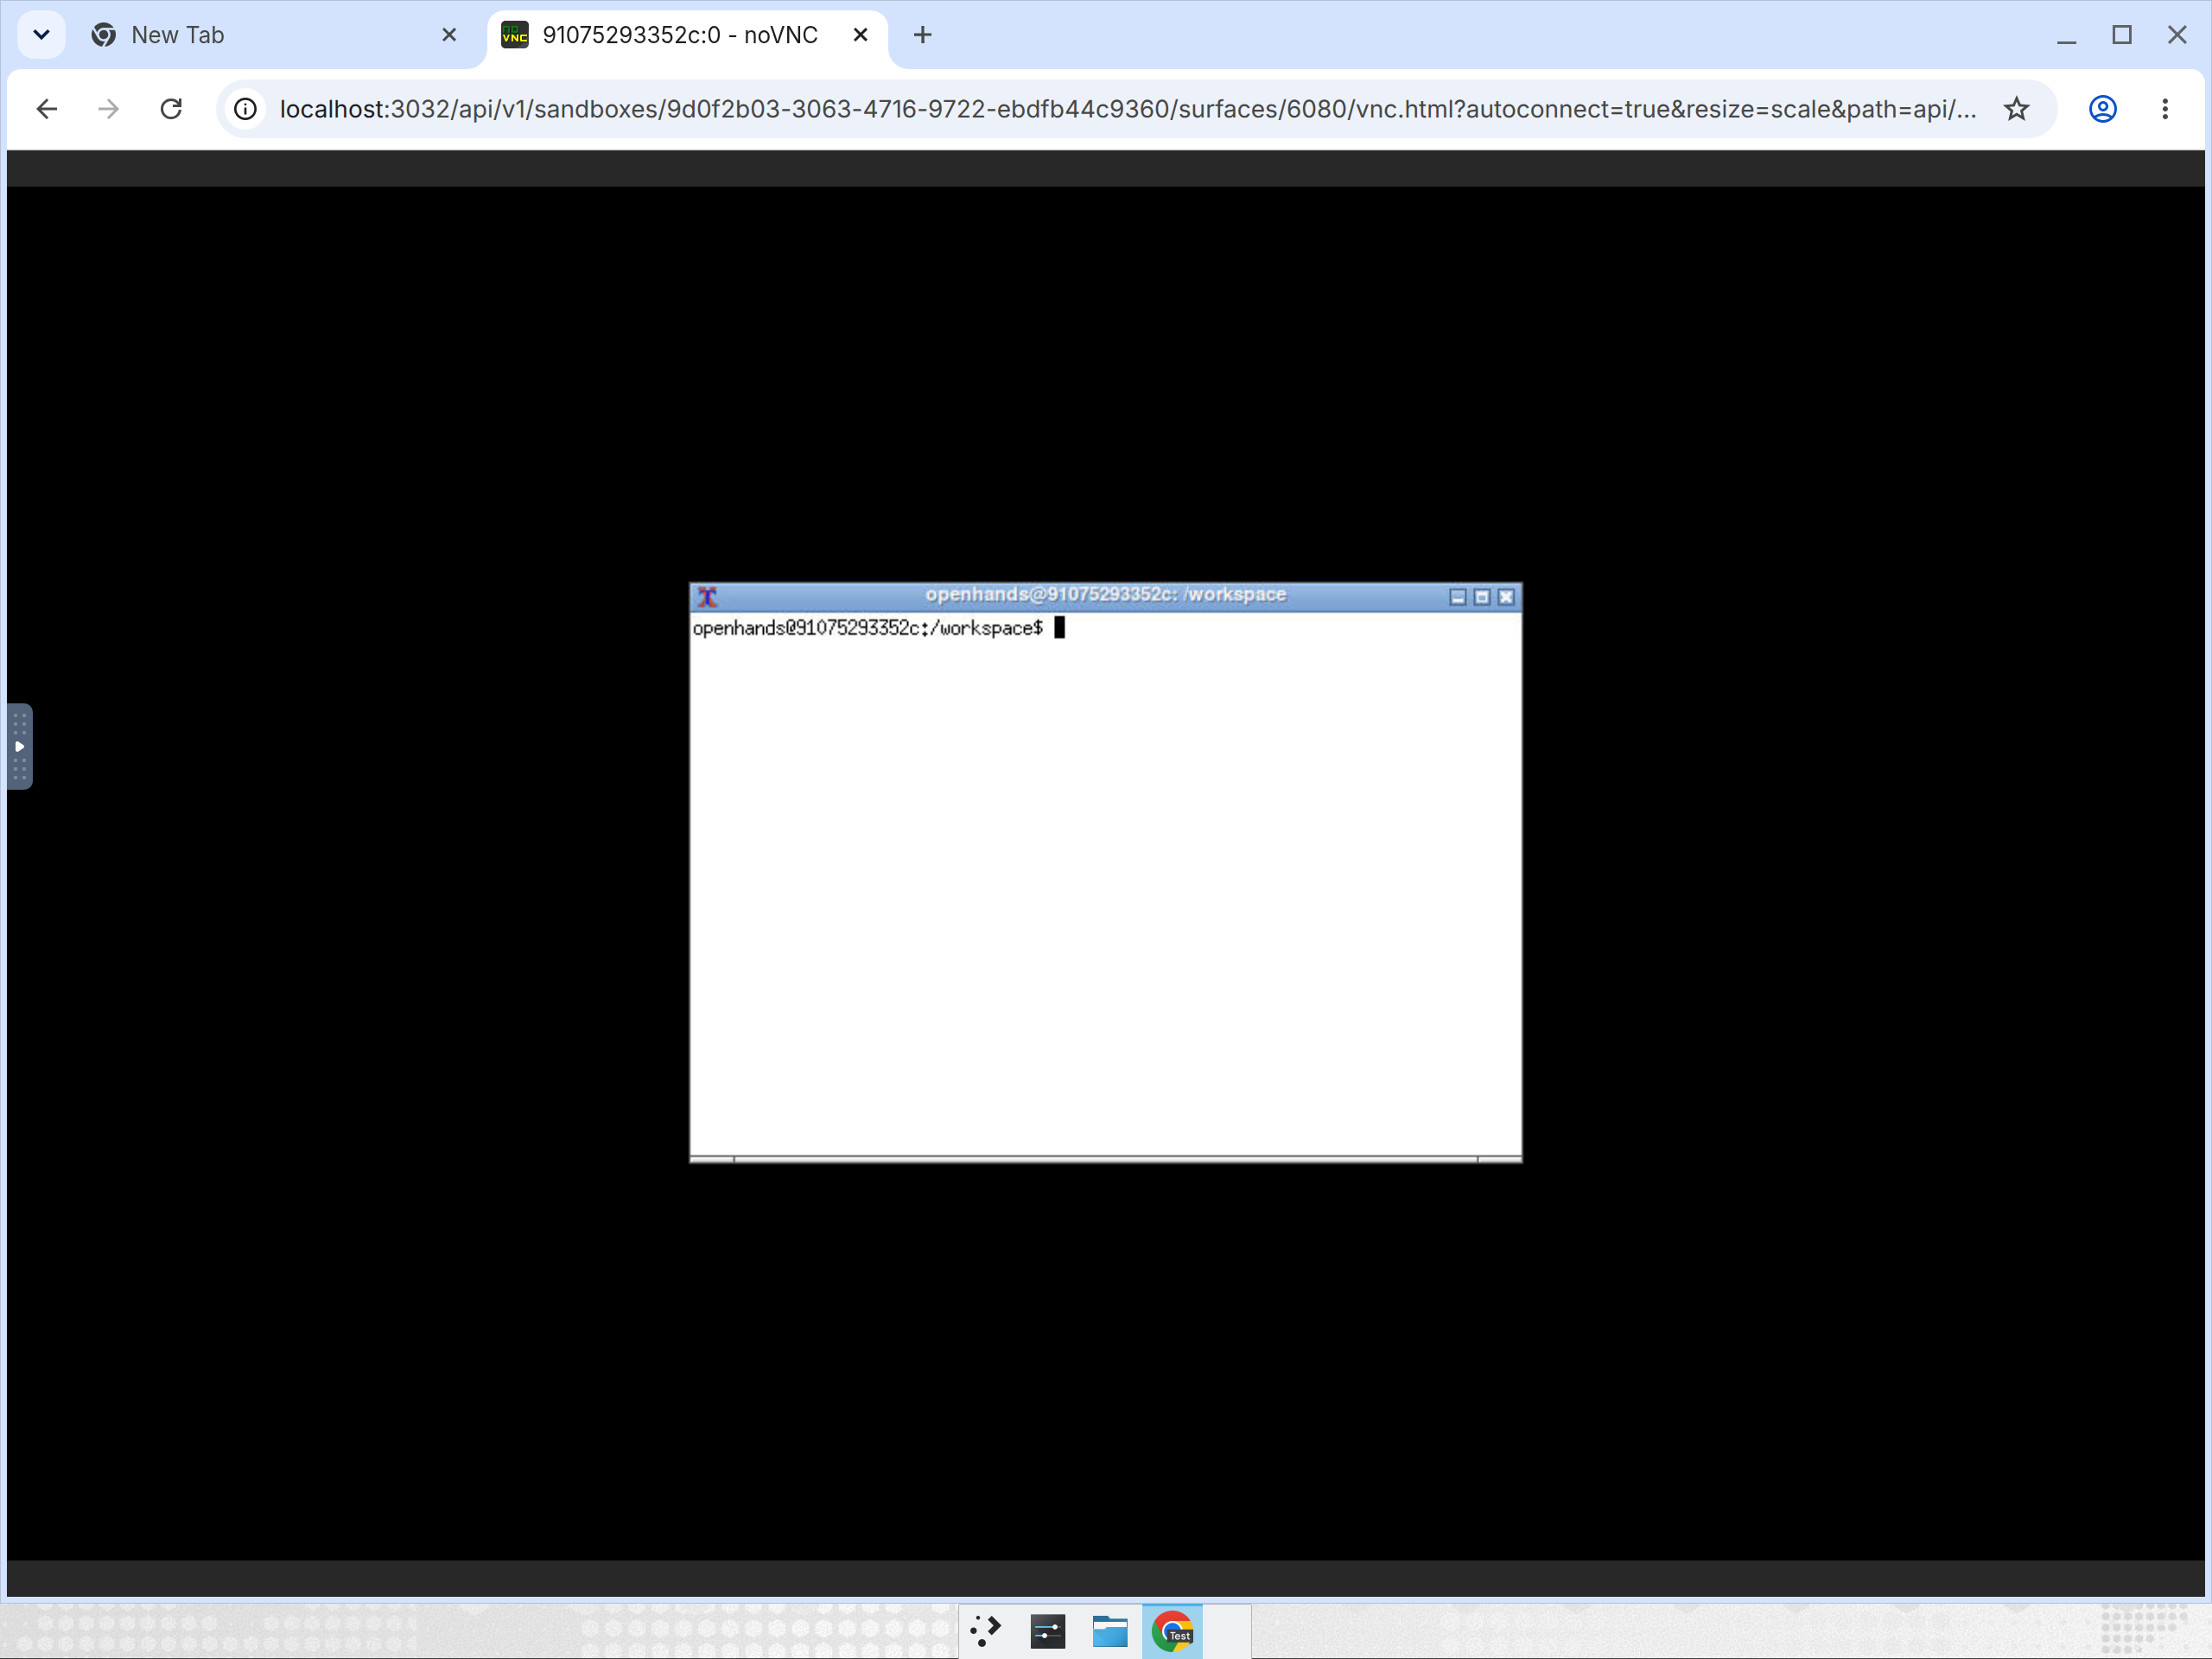 New Tab
91075293352c:0 - noVNC
localhost:3032/api/v1/sandboxes/9d0f2b03-3063-4716-9722-ebdfb44c9360/surfaces/6080/vnc.html?autoconnect=true&resize=scale&path=api/...
openhands@91075293352c: /workspace
openhands@91075293352c:/workspace$
Test